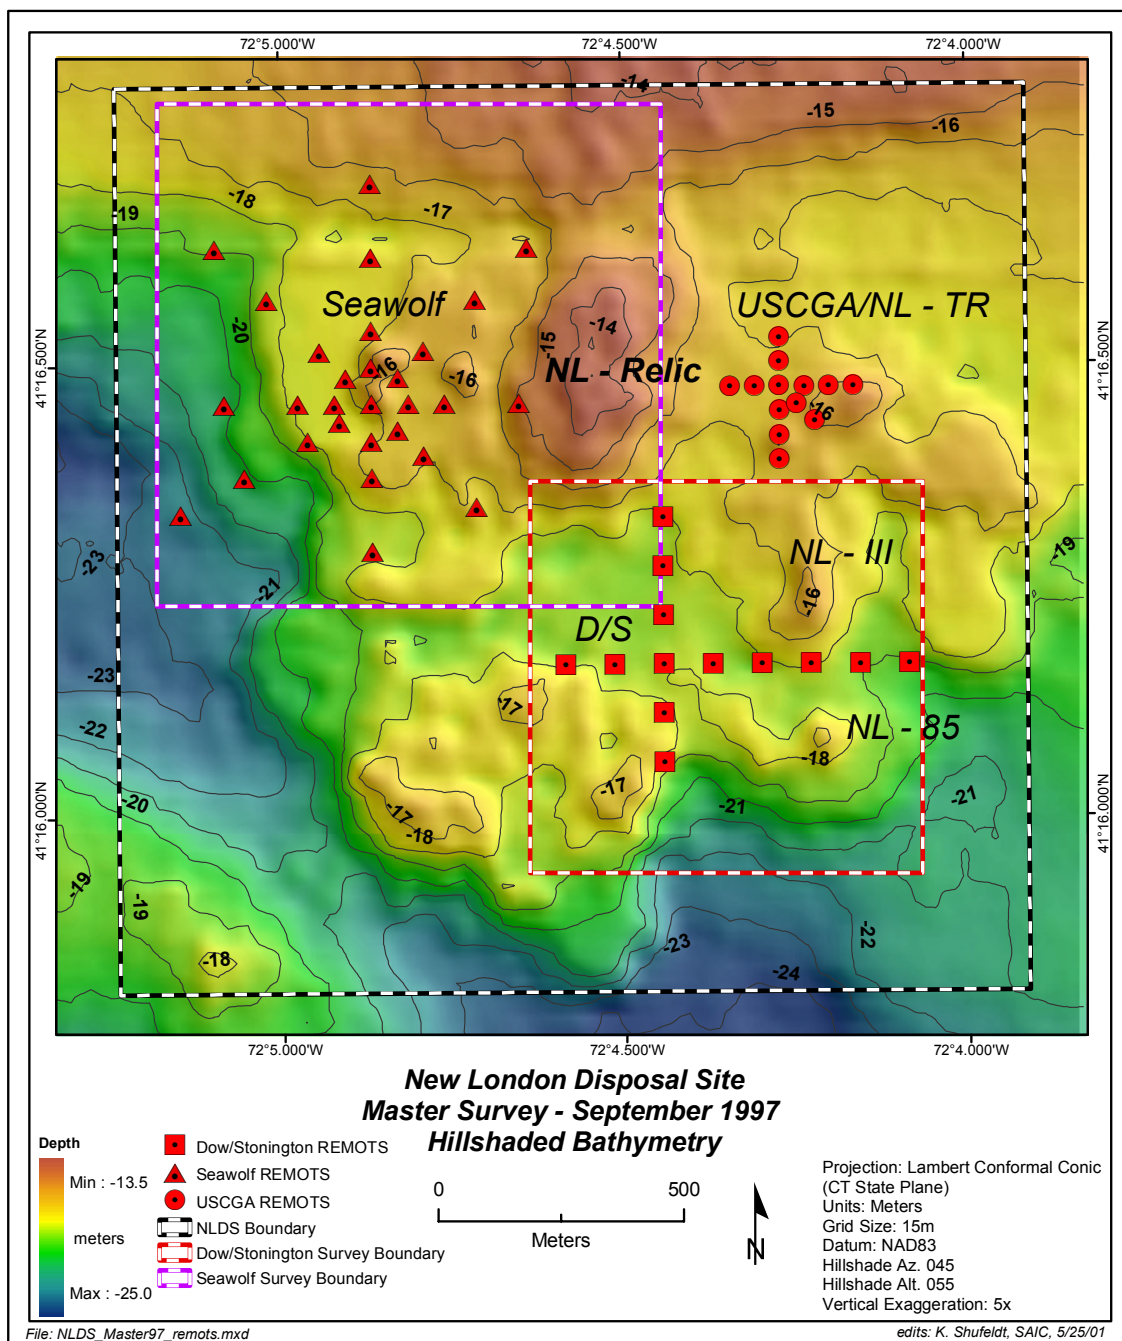 72°5.000'W
72°4.500'W
72°4.000'W
-14
-15
-16
-18
-17
-19
Seawolf
USCGA/NL - TR
-20
-15
-14
41°16.500'N
41°16.500'N
-16
-16
NL - Relic
-16
-23
-21
NL - III
-19
-16
D/S
-23
-17
-22
NL - 85
-18
-20
-17
-17
-18
-21
-21
41°16.000'N
41°16.000'N
-19
-19
-18
-23
-22
-24
72°5.000'W
72°4.500'W
72°4.000'W
New London Disposal Site
Master Survey - September 1997
Hillshaded Bathymetry
Depth
Min : -13.5
meters
Max : -25.0
Dow/Stonington REMOTS
Seawolf REMOTS
USCGA REMOTS
NLDS Boundary
Dow/Stonington Survey Boundary
Seawolf Survey Boundary
0
500
Meters
N
Projection: Lambert Conformal Conic
(CT State Plane)
Units: Meters
Grid Size: 15m
Datum: NAD83
Hillshade Az. 045
Hillshade Alt. 055
Vertical Exaggeration: 5x
File: NLDS_Master97_remots.mxd
edits: K. Shufeldt, SAIC, 5/25/01